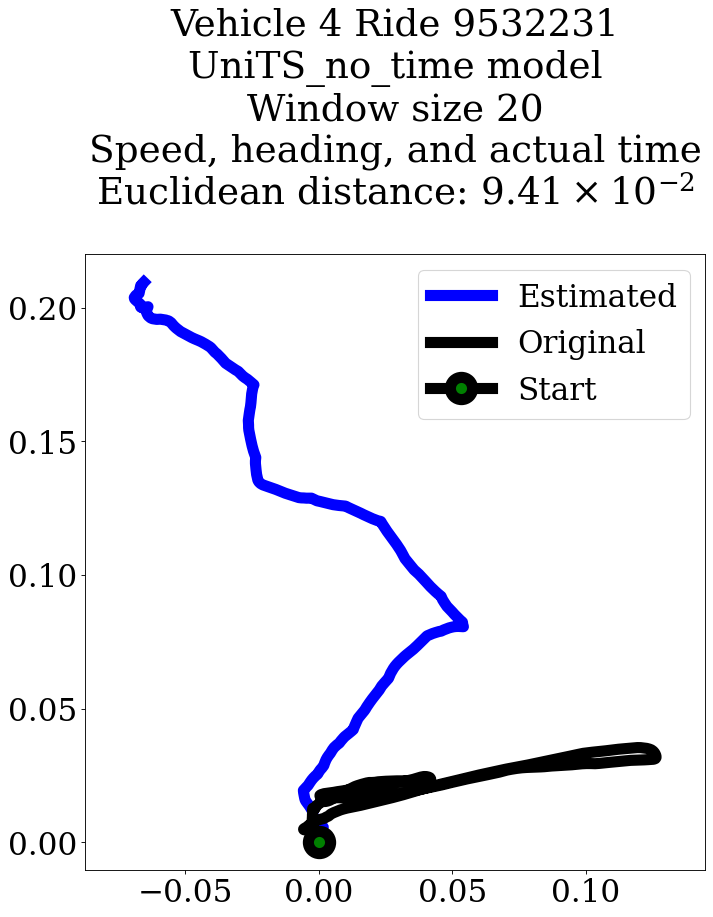 Vehicle 4 Ride 9532231
UniTS_no_time model
Window size 20
Speed, heading, and actual time
Euclidean distance: 9.41 × 10⁻²
Estimated
Original
Start
0.20
0.15
0.10
0.05
0.00
−0.05 0.00 0.05 0.10